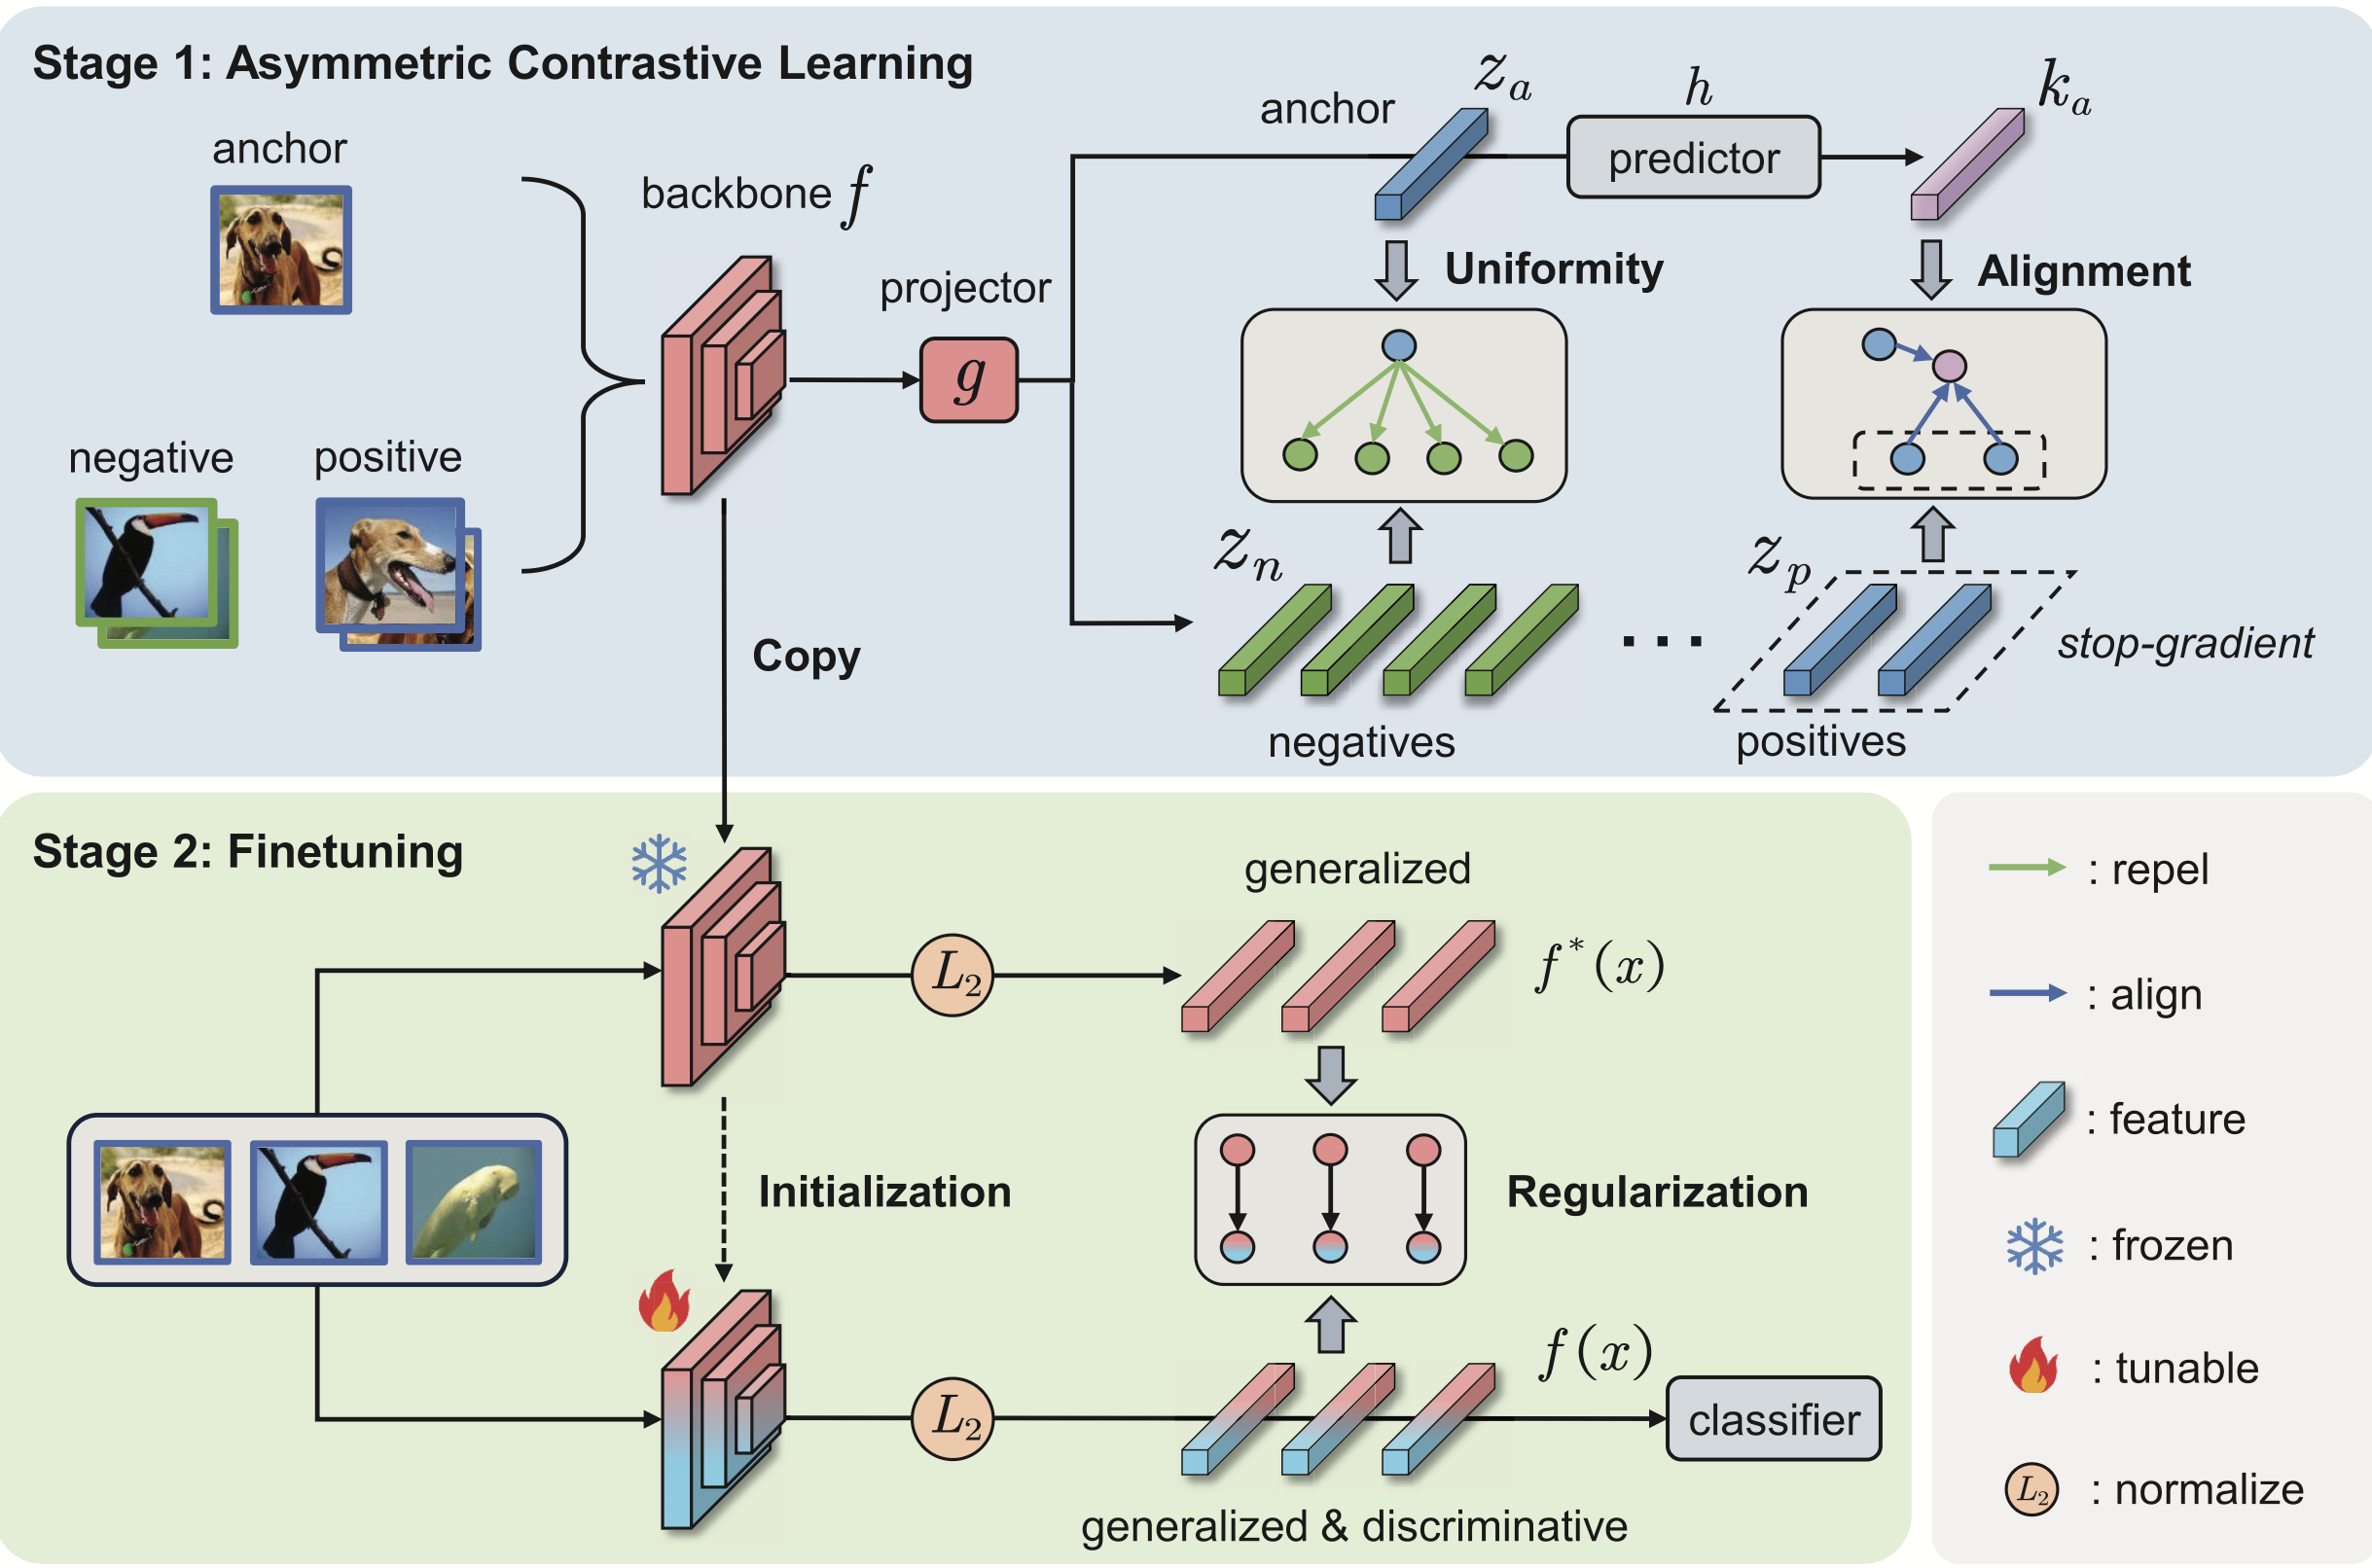 Stage 1: Asymmetric Contrastive Learning
anchor
negative
positive
backbone f
projector
g
anchor
z_a
h
predictor
k_a
Uniformity
Alignment
z_n
z_p
...
stop-gradient
negatives
positives
Copy
Stage 2: Finetuning
generalized
L_2
f^*(x)
Initialization
Regularization
f(x)
L_2
classifier
generalized & discriminative
: repel
: align
: feature
: frozen
: tunable
L_2 : normalize